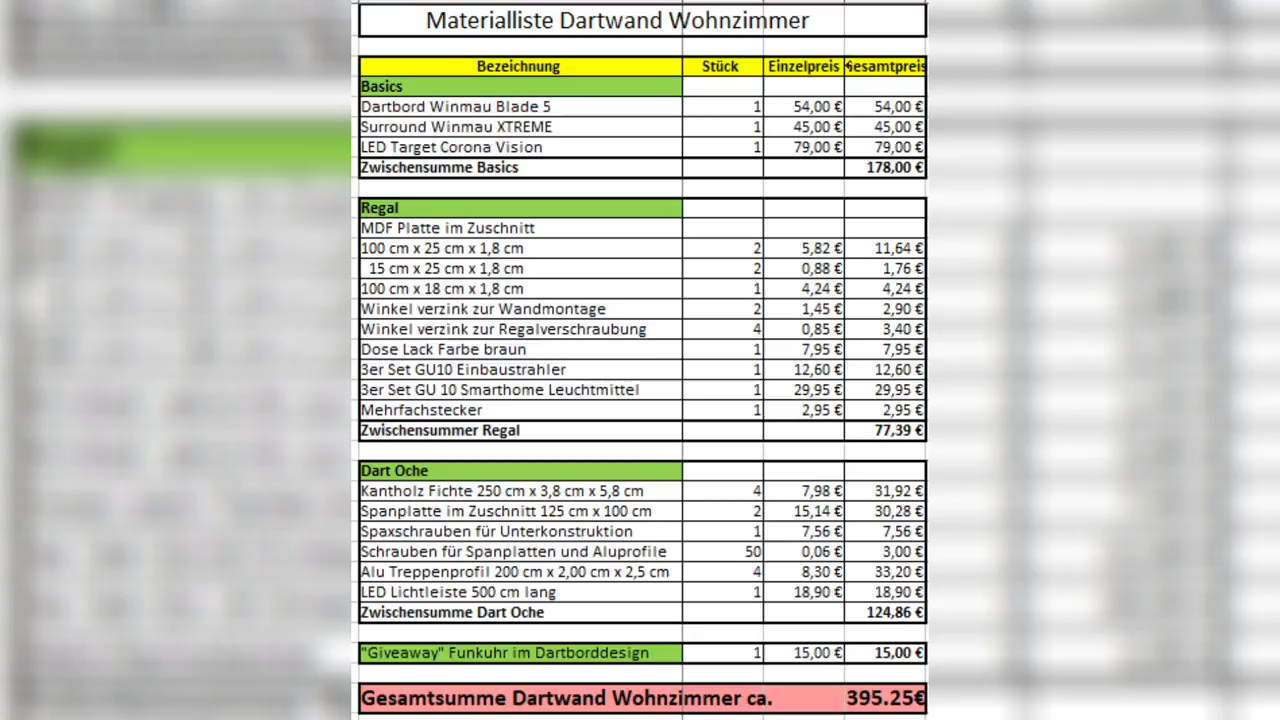 Materialliste Dartwand Wohnzimmer
Bezeichnung Stück Einzelpreis Gesamtpreis
Basics
Dartbord Winmau Blade 5 1 54,00 € 54,00 €
Surround Winmau XTREME 1 45,00 € 45,00 €
LED Target Corona Vision 1 79,00 € 79,00 €
Zwischensumme Basics 178,00 €
Regal
MDF Platte im Zuschnitt
100 cm x 25 cm x 1,8 cm 2 5,82 € 11,64 €
15 cm x 25 cm x 1,8 cm 2 0,88 € 1,76 €
100 cm x 18 cm x 1,8 cm 1 4,24 € 4,24 €
Winkel verzink zur Wandmontage 2 1,45 € 2,90 €
Winkel verzink zur Regalverschraubung 4 0,85 € 3,40 €
Dose Lack Farbe braun 1 7,95 € 7,95 €
3er Set GU10 Einbaustrahler 1 12,60 € 12,60 €
3er Set GU 10 Smarthome Leuchtmittel 1 29,95 € 29,95 €
Mehrfachstecker 1 2,95 € 2,95 €
Zwischensummer Regal 77,39 €
Dart Oche
Kantholz Fichte 250 cm x 3,8 cm x 5,8 cm 4 7,98 € 31,92 €
Spanplatte im Zuschnitt 125 cm x 100 cm 2 15,14 € 30,28 €
Spaxschrauben für Unterkonstruktion 1 7,56 € 7,56 €
Schrauben für Spanplatten und Aluprofile 50 0,06 € 3,00 €
Alu Treppenprofil 200 cm x 2,00 cm x 2,5 cm 4 8,30 € 33,20 €
LED Lichtleiste 500 cm lang 1 18,90 € 18,90 €
Zwischensumme Dart Oche 124,86 €
"Giveaway" Funkuhr im Dartborddesign 1 15,00 € 15,00 €
Gesamtsumme Dartwand Wohnzimmer ca. 395.25€